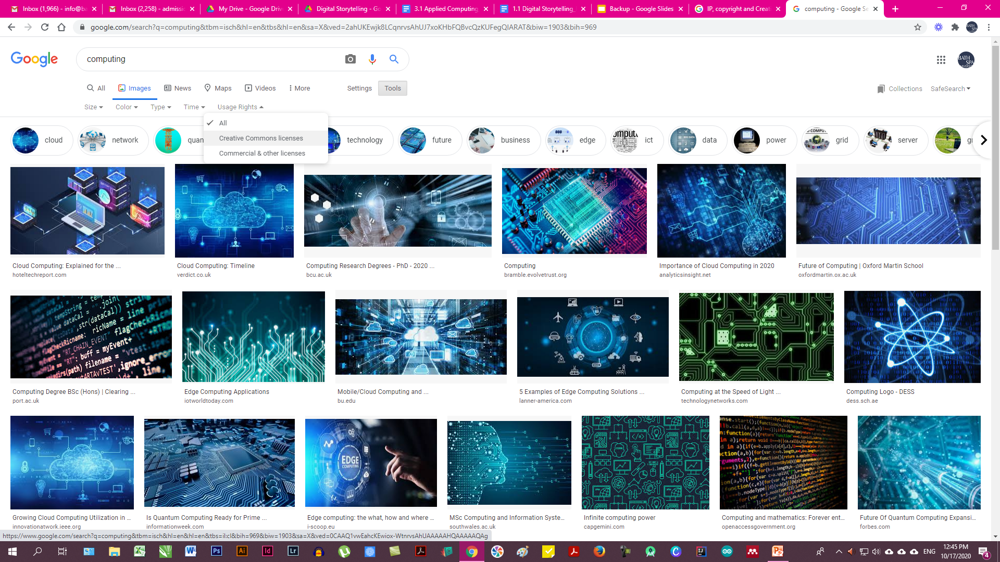 Inbox (1,966) - info@ba
Inbox (2,258) - admissio
My Drive - Google Drive
Digital Storytelling - Go
3.1 Applied Computing
1.1 Digital Storytelling_
Backup - Google Slides
IP, copyright and Creati
computing - Google Se
google.com/search?q=computing&tbm=isch&hl=en&tbs&hl=en&sa=X&ved=2ahUKEwjk8LCqnrvsAhUJ7xoKHbFQBvcQzKUFegQIARAT&biw=1903&bih=969
Google
computing
BATH SPA
All Images News Maps Videos More Settings Tools
Collections SafeSearch
Size Color Type Time Usage Rights
All
Creative Commons licenses
Commercial & other licenses
cloud network quan technology future business edge ict data power grid server gr
Cloud Computing: Explained for the ...
hoteltechreport.com
Cloud Computing: Timeline
verdict.co.uk
Computing Research Degrees - PhD - 2020 ...
bcu.ac.uk
Computing
bramble.evolvetrust.org
Importance of Cloud Computing in 2020
analyticsinsight.net
Future of Computing | Oxford Martin School
oxfordmartin.ox.ac.uk
Computing Degree BSc (Hons) | Clearing ...
port.ac.uk
Edge Computing Applications
iotworldtoday.com
Mobile/Cloud Computing and ...
bu.edu
5 Examples of Edge Computing Solutions ...
lanner-america.com
Computing at the Speed of Light ...
technologynetworks.com
Computing Logo - DESS
dess.sch.ae
EDGE
COMPUTING
Growing Cloud Computing Utilization in ...
innovationatwork.ieee.org
Is Quantum Computing Ready for Prime ...
informationweek.com
Edge computing: the what, how and where ...
i-scoop.eu
MSc Computing and Information Syste...
southwales.ac.uk
Infinite computing power
capgemini.com
Computing and mathematics: Forever ent...
openaccessgovernment.org
Future Of Quantum Computing Expansi...
forbes.com
https://www.google.com/search?q=computing&tbm=isch&hl=en&hl=en&tbs=il:cl&bih=969&biw=1903&sa=X&ved=0CAAQ1vwEahcKEwiox-WtnrvsAhUAAAAAHQAAAAAQAg
ENG
12:45 PM
10/17/2020
4